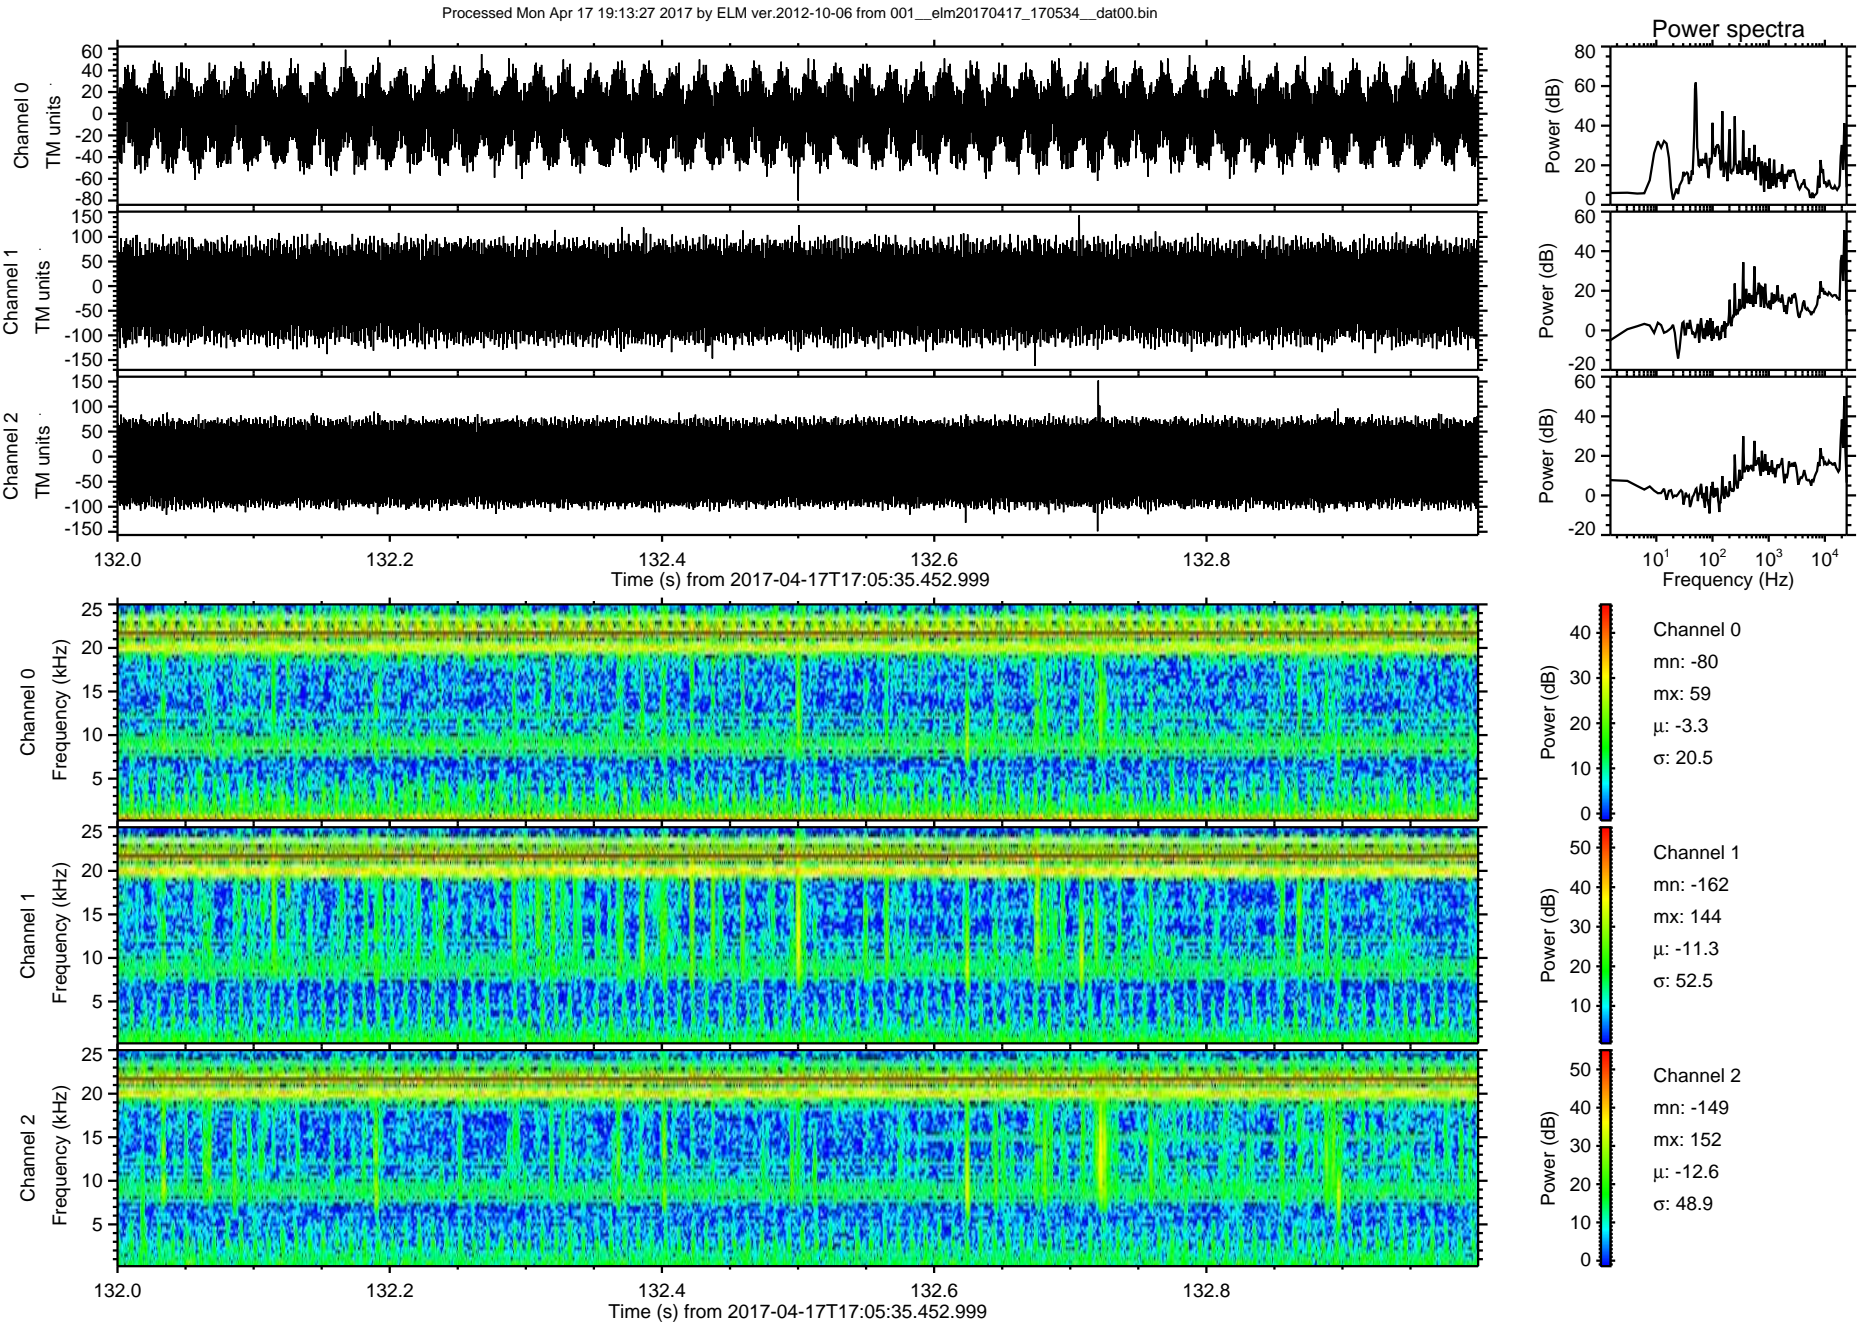 Processed Mon Apr 17 19:13:27 2017 by ELM ver.2012-10-06 from 001__elm20170417_170534__dat00.bin
Power spectra
Channel 0
TM units
60
40
20
0
-20
-40
-60
-80
Power (dB)
80
60
40
20
0
Channel 1
TM units
150
100
50
0
-50
-100
-150
Power (dB)
60
40
20
0
-20
Channel 2
TM units
150
100
50
0
-50
-100
-150
Power (dB)
60
40
20
0
-20
132.0 132.2 132.4 132.6 132.8
Time (s) from 2017-04-17T17:05:35.452.999
10¹ 10² 10³ 10⁴
Frequency (Hz)
Channel 0
Frequency (kHz)
25
20
15
10
5
Power (dB)
40
30
20
10
0
Channel 0
mn: -80
mx: 59
μ: -3.3
σ: 20.5
Channel 1
Frequency (kHz)
25
20
15
10
5
Power (dB)
50
40
30
20
10
Channel 1
mn: -162
mx: 144
μ: -11.3
σ: 52.5
Channel 2
Frequency (kHz)
25
20
15
10
5
Power (dB)
50
40
30
20
10
0
Channel 2
mn: -149
mx: 152
μ: -12.6
σ: 48.9
132.0 132.2 132.4 132.6 132.8
Time (s) from 2017-04-17T17:05:35.452.999